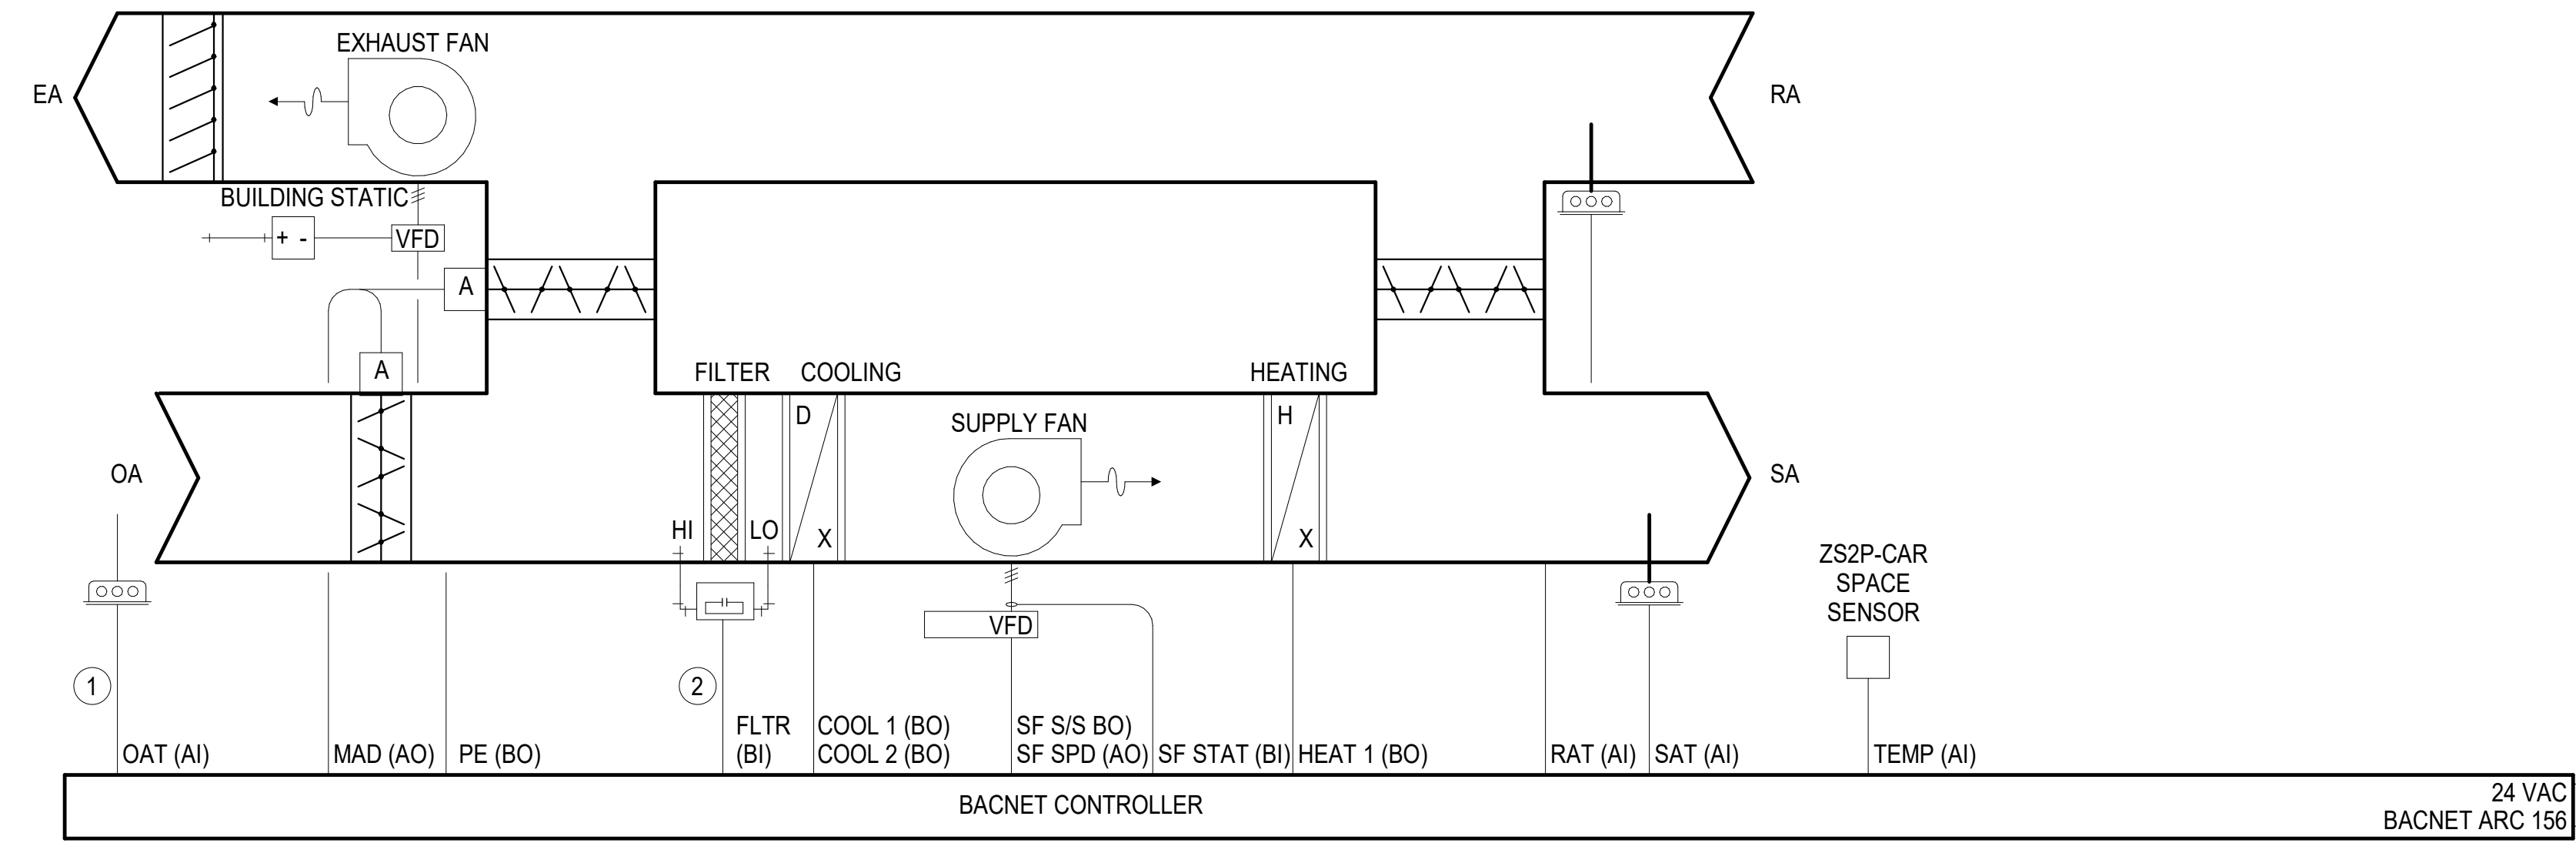 EXHAUST FAN
EA
RA
BUILDING STATIC
+ -
VFD
A
A
FILTER
COOLING
HEATING
D
H
SUPPLY FAN
OA
SA
HI
LO
X
X
ZS2P-CAR
SPACE
SENSOR
VFD
1
2
OAT (AI)
MAD (AO)
PE (BO)
FLTR
(BI)
COOL 1 (BO)
COOL 2 (BO)
SF S/S BO)
SF SPD (AO)
SF STAT (BI)
HEAT 1 (BO)
RAT (AI)
SAT (AI)
TEMP (AI)
BACNET CONTROLLER
24 VAC
BACNET ARC 156